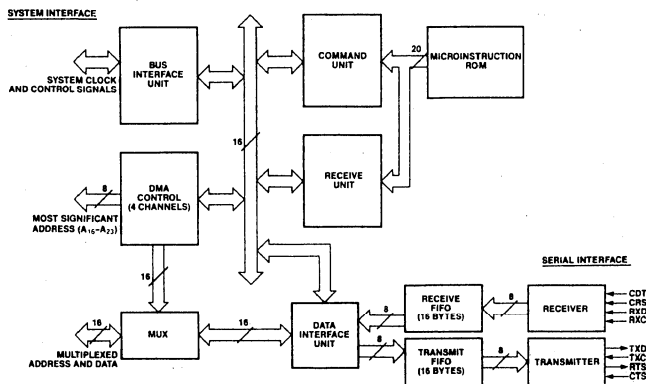 SYSTEM INTERFACE
BUS
INTERFACE
UNIT
SYSTEM CLOCK
AND CONTROL SIGNALS
COMMAND
UNIT
20
MICROINSTRUCTION
ROM
16
8
DMA
CONTROL
(4 CHANNELS)
MOST SIGNIFICANT
ADDRESS (A16-A23)
RECEIVE
UNIT
16
SERIAL INTERFACE
16
MUX
MULTIPLEXED
ADDRESS AND DATA
16
DATA
INTERFACE
UNIT
8
RECEIVE
FIFO
(16 BYTES)
8
RECEIVER
CDT
CRS
RXD
RXC
8
TRANSMIT
FIFO
(16 BYTES)
8
TRANSMITTER
TXD
TXC
RTS
CTS